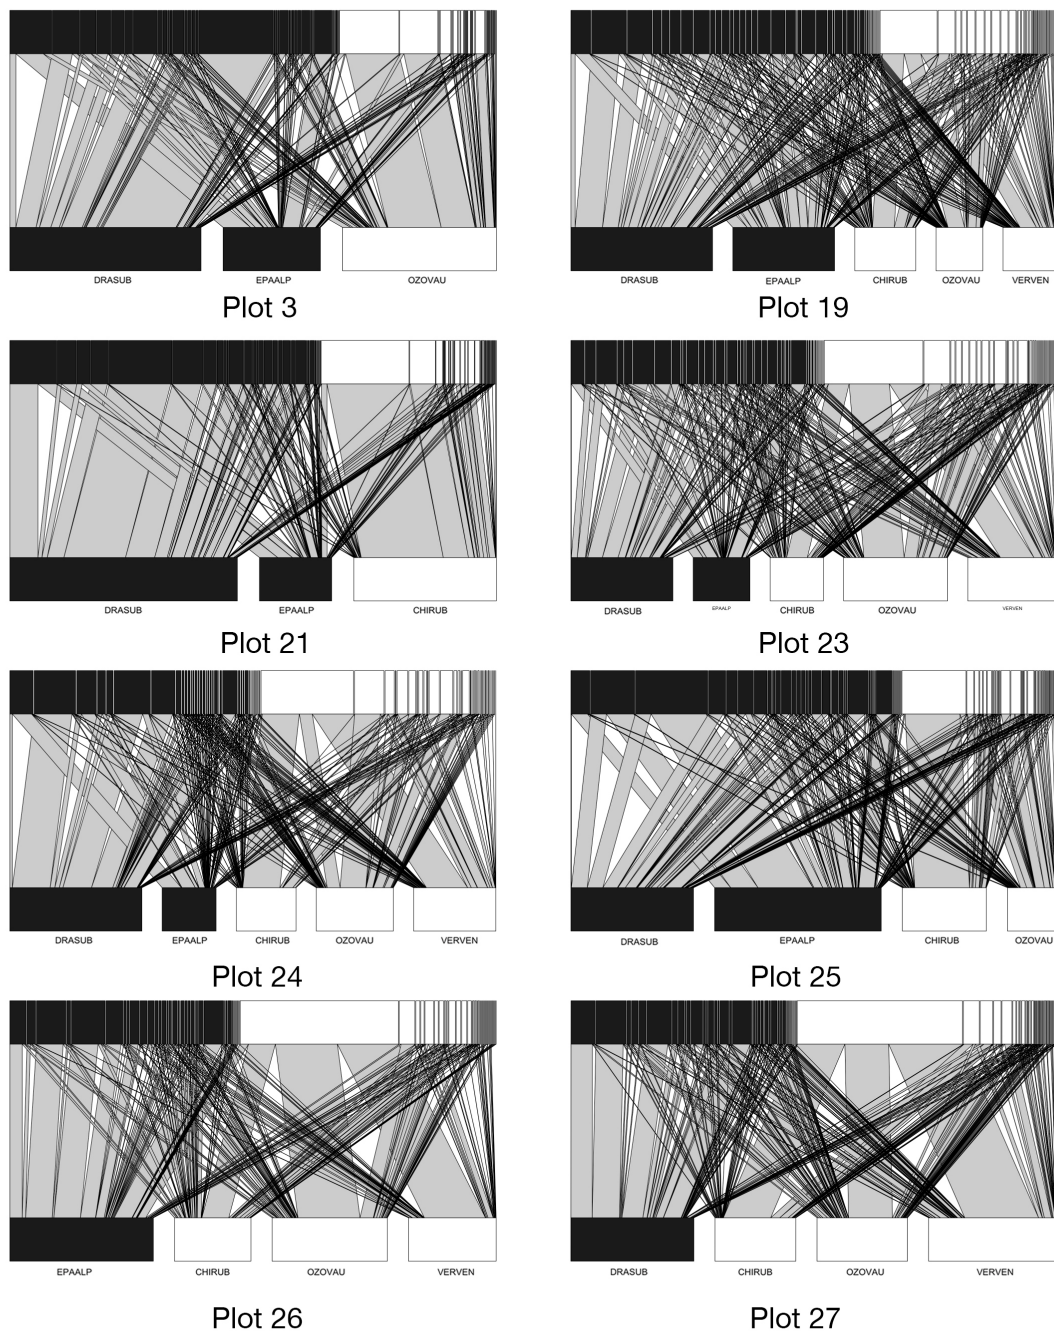 DRASUB EPAALP OZOVAU
Plot 3
DRASUB EPAALP CHIRUB OZOVAU VERVEN
Plot 19
DRASUB EPAALP CHIRUB
Plot 21
DRASUB EPAALP CHIRUB OZOVAU VERVEN
Plot 23
DRASUB EPAALP CHIRUB OZOVAU VERVEN
Plot 24
DRASUB EPAALP CHIRUB OZOVAU
Plot 25
EPAALP CHIRUB OZOVAU VERVEN
Plot 26
DRASUB CHIRUB OZOVAU VERVEN
Plot 27